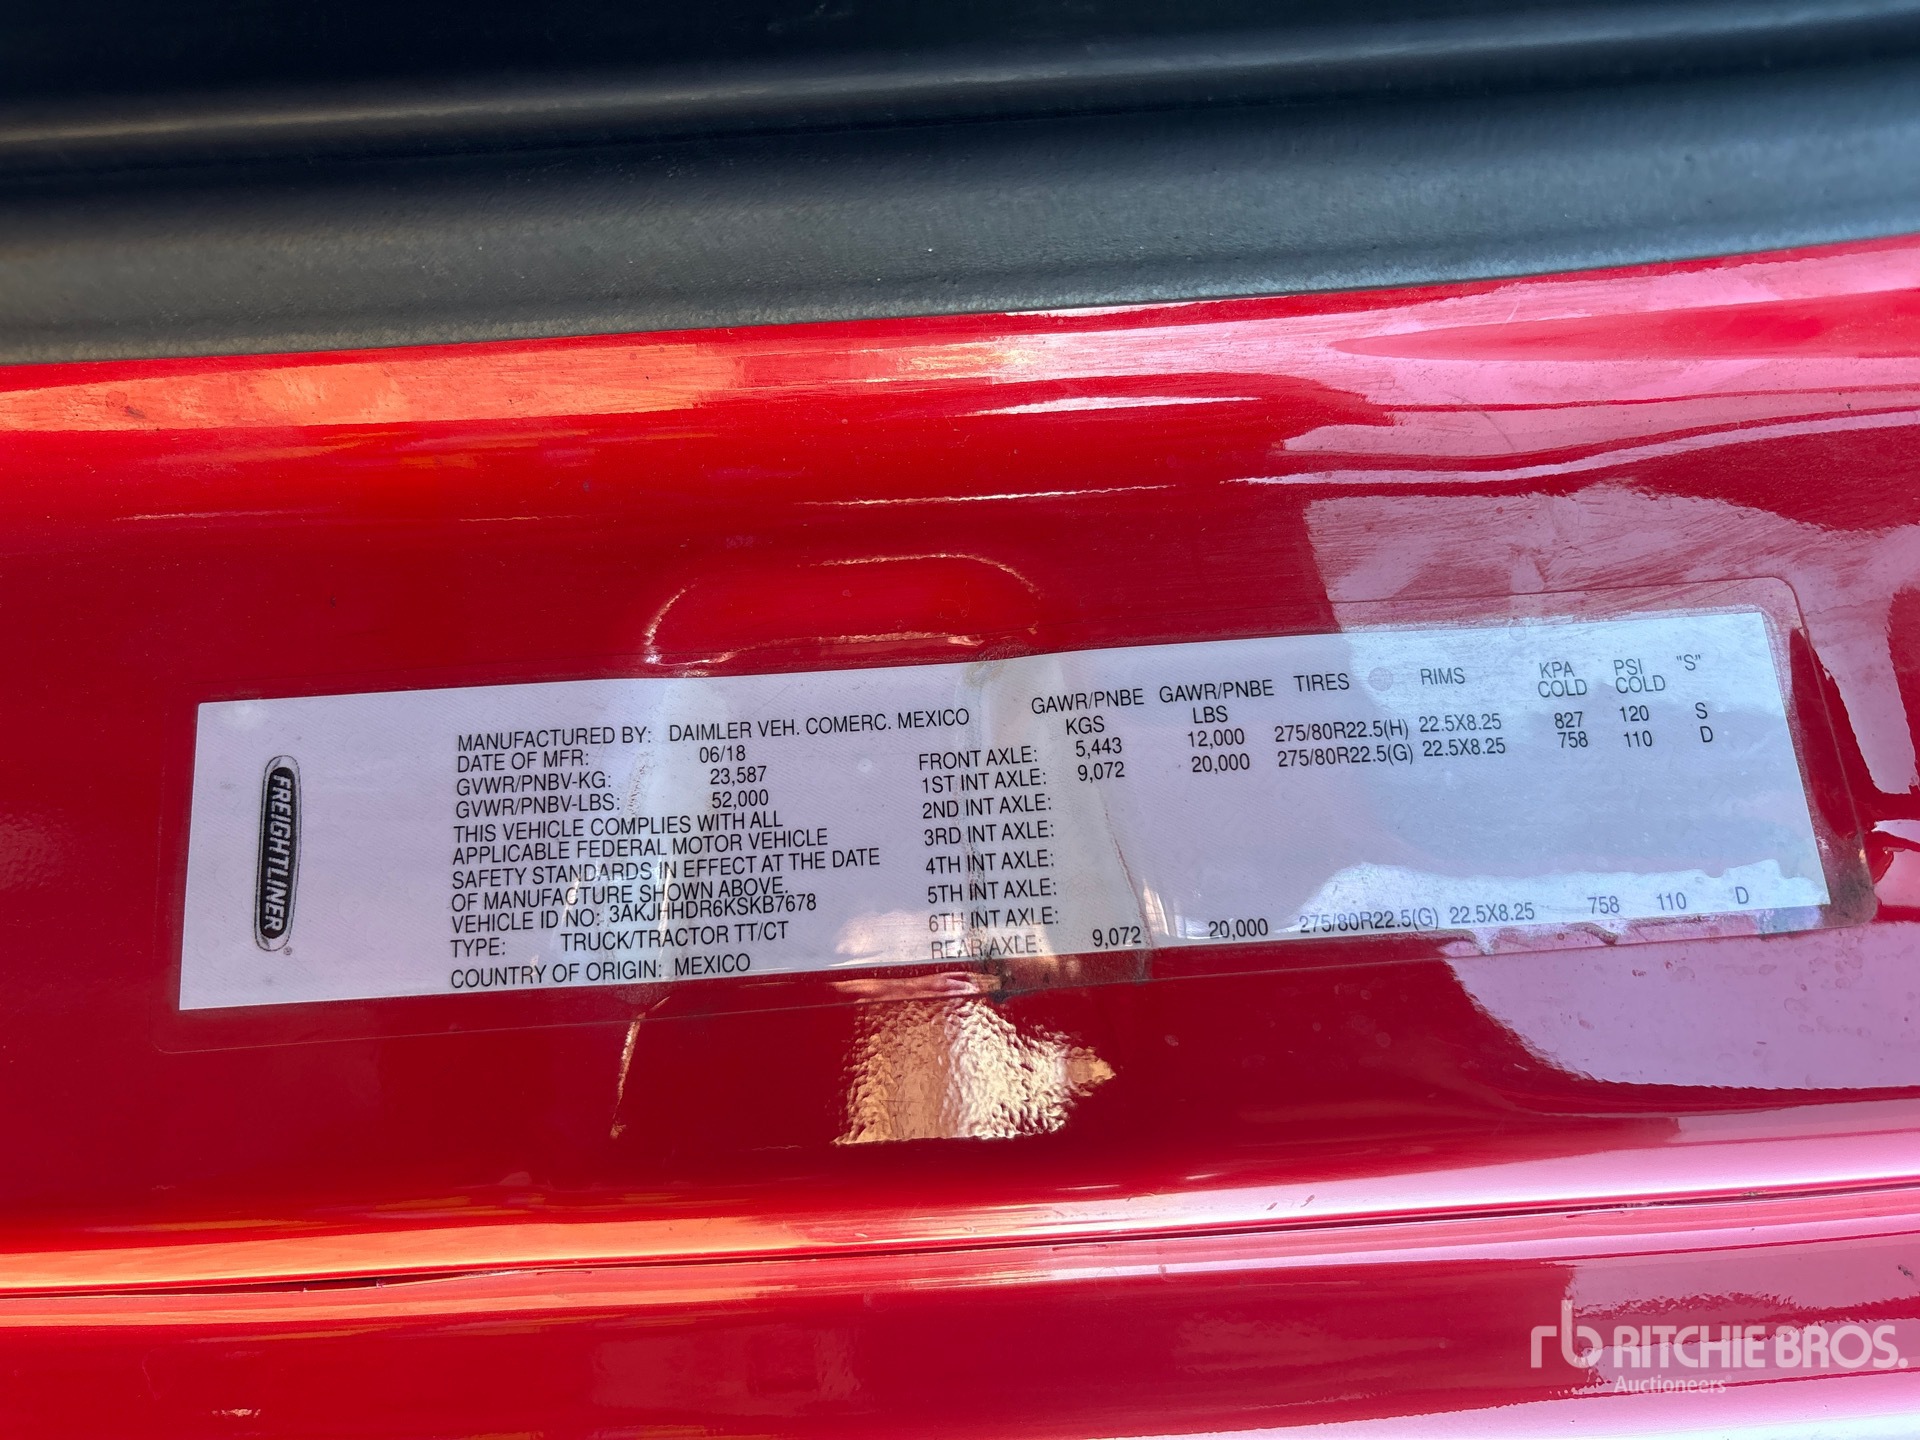 FREIGHTLINER®
MANUFACTURED BY: DAIMLER VEH. COMERC. MEXICO
DATE OF MFR: 06/18
GVWR/PNBV-KG: 23,587
GVWR/PNBV-LBS: 52,000
THIS VEHICLE COMPLIES WITH ALL
APPLICABLE FEDERAL MOTOR VEHICLE
SAFETY STANDARDS IN EFFECT AT THE DATE
OF MANUFACTURE SHOWN ABOVE.
VEHICLE ID NO: 3AKJHHDR6KSKB7678
TYPE: TRUCK/TRACTOR TT/CT
COUNTRY OF ORIGIN: MEXICO
GAWR/PNBE GAWR/PNBE TIRES RIMS KPA PSI "S"
KGS LBS COLD COLD
FRONT AXLE: 5,443 12,000 275/80R22.5(H) 22.5X8.25 827 120 S
1ST INT AXLE: 9,072 20,000 275/80R22.5(G) 22.5X8.25 758 110 D
2ND INT AXLE:
3RD INT AXLE:
4TH INT AXLE:
5TH INT AXLE:
6TH INT AXLE:
REAR AXLE: 9,072 20,000 275/80R22.5(G) 22.5X8.25 758 110 D
rb RITCHIE BROS.
Auctioneers